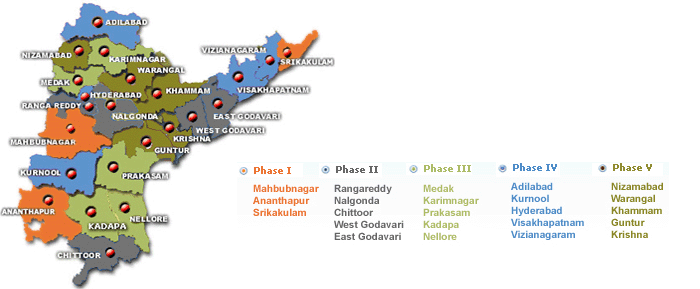 ADILABAD
NIZAMABAD
KARIMNAGAR
VIZIANAGARAM
SRIKAKULAM
WARANGAL
MEDAK
KHAMMAM
VISAKHAPATNAM
HYDERABAD
RANGA REDDY
NALGONDA
EAST GODAVARI
WEST GODAVARI
MAHBUBNAGAR
KRISHNA
GUNTUR
KURNOOL
PRAKASAM
ANANTHAPUR
NELLORE
KADAPA
CHITTOOR
Phase I
Mahbubnagar
Ananthapur
Srikakulam
Phase II
Rangareddy
Nalgonda
Chittoor
West Godavari
East Godavari
Phase III
Medak
Karimnagar
Prakasam
Kadapa
Nellore
Phase IV
Adilabad
Kurnool
Hyderabad
Visakhapatnam
Vizianagaram
Phase V
Nizamabad
Warangal
Khammam
Guntur
Krishna